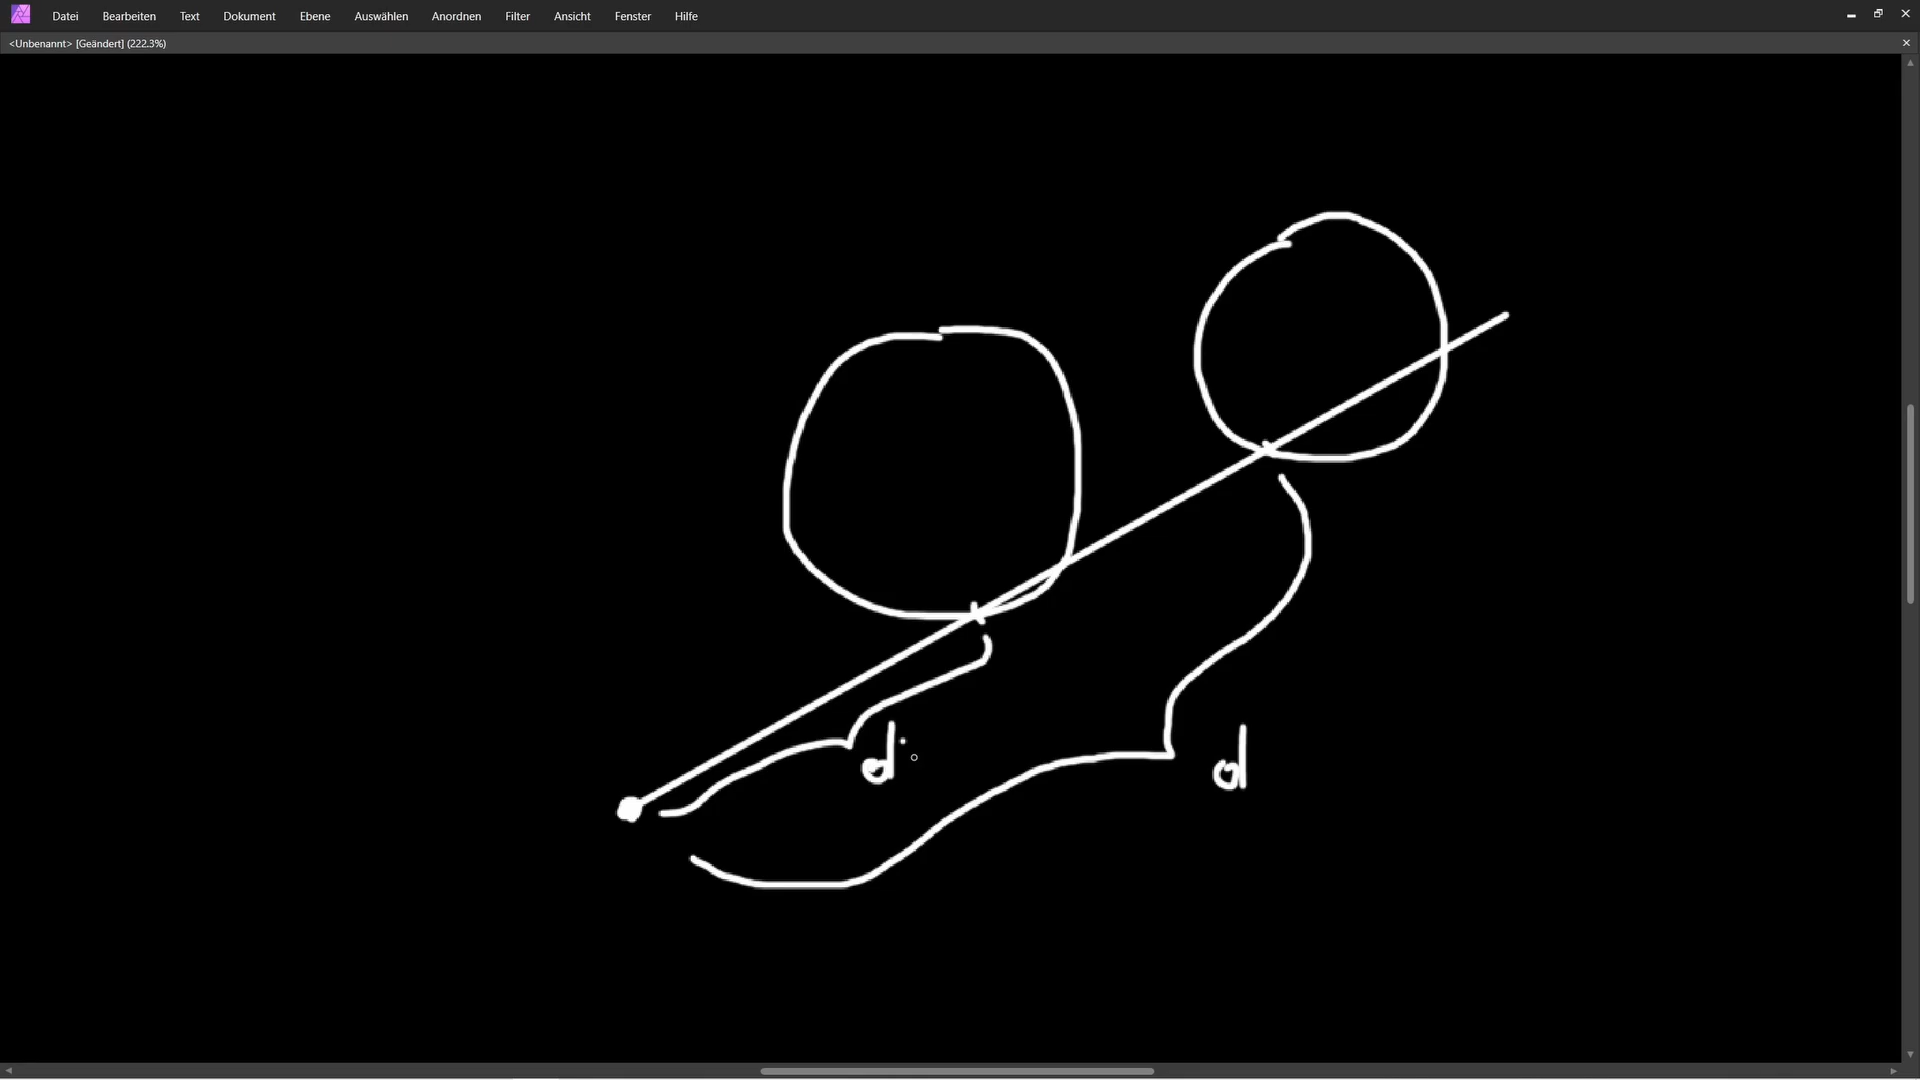 Datei Bearbeiten Text Dokument Ebene Auswählen Anordnen Filter Ansicht Fenster Hilfe
<Unbenannt> [Geändert] (222.3%)
d d